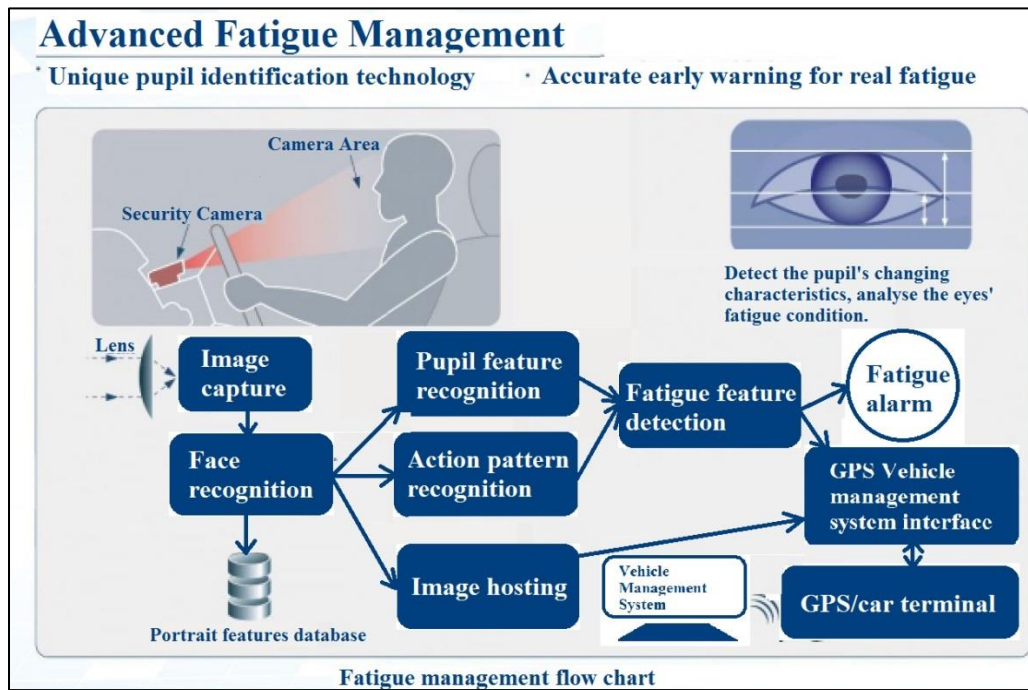 Advanced Fatigue Management
* Unique pupil identification technology
* Accurate early warning for real fatigue
Camera Area
Security Camera
Detect the pupil's changing
characteristics, analyse the eyes'
fatigue condition.
Lens
Image
capture
Pupil feature
recognition
Fatigue feature
detection
Fatigue
alarm
Face
recognition
Action pattern
recognition
GPS Vehicle
management
system interface
Image hosting
Vehicle
Management
System
GPS/car terminal
Portrait features database
Fatigue management flow chart